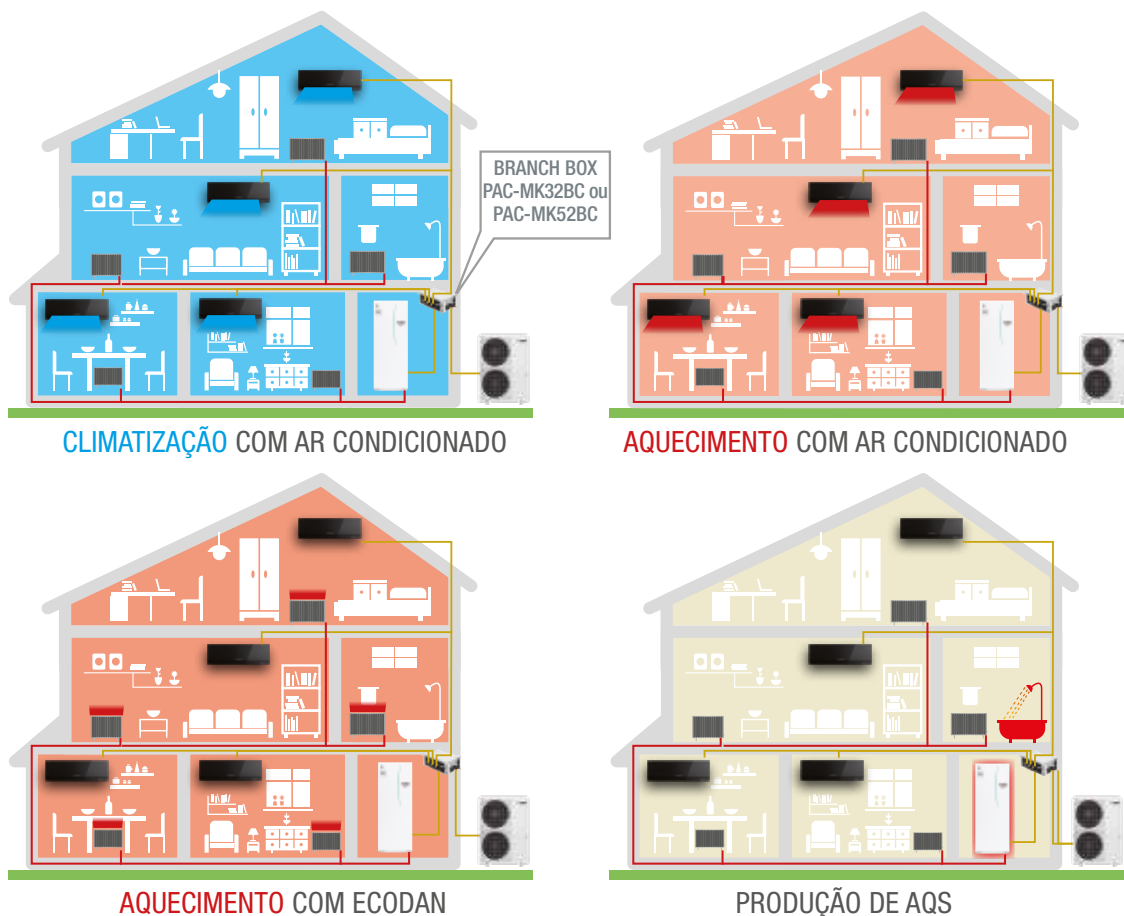 BRANCH BOX
PAC-MK32BC ou
PAC-MK52BC
CLIMATIZAÇÃO COM AR CONDICIONADO
AQUECIMENTO COM AR CONDICIONADO
AQUECIMENTO COM ECODAN
PRODUÇÃO DE AQS